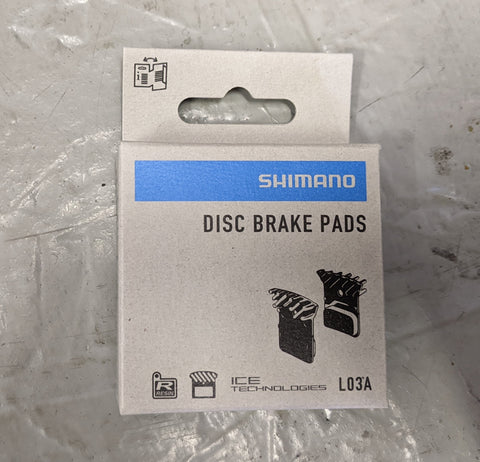 SHIMANO
DISC BRAKE PADS
R
RESIN
ICE
TECHNOLOGIES
L03A